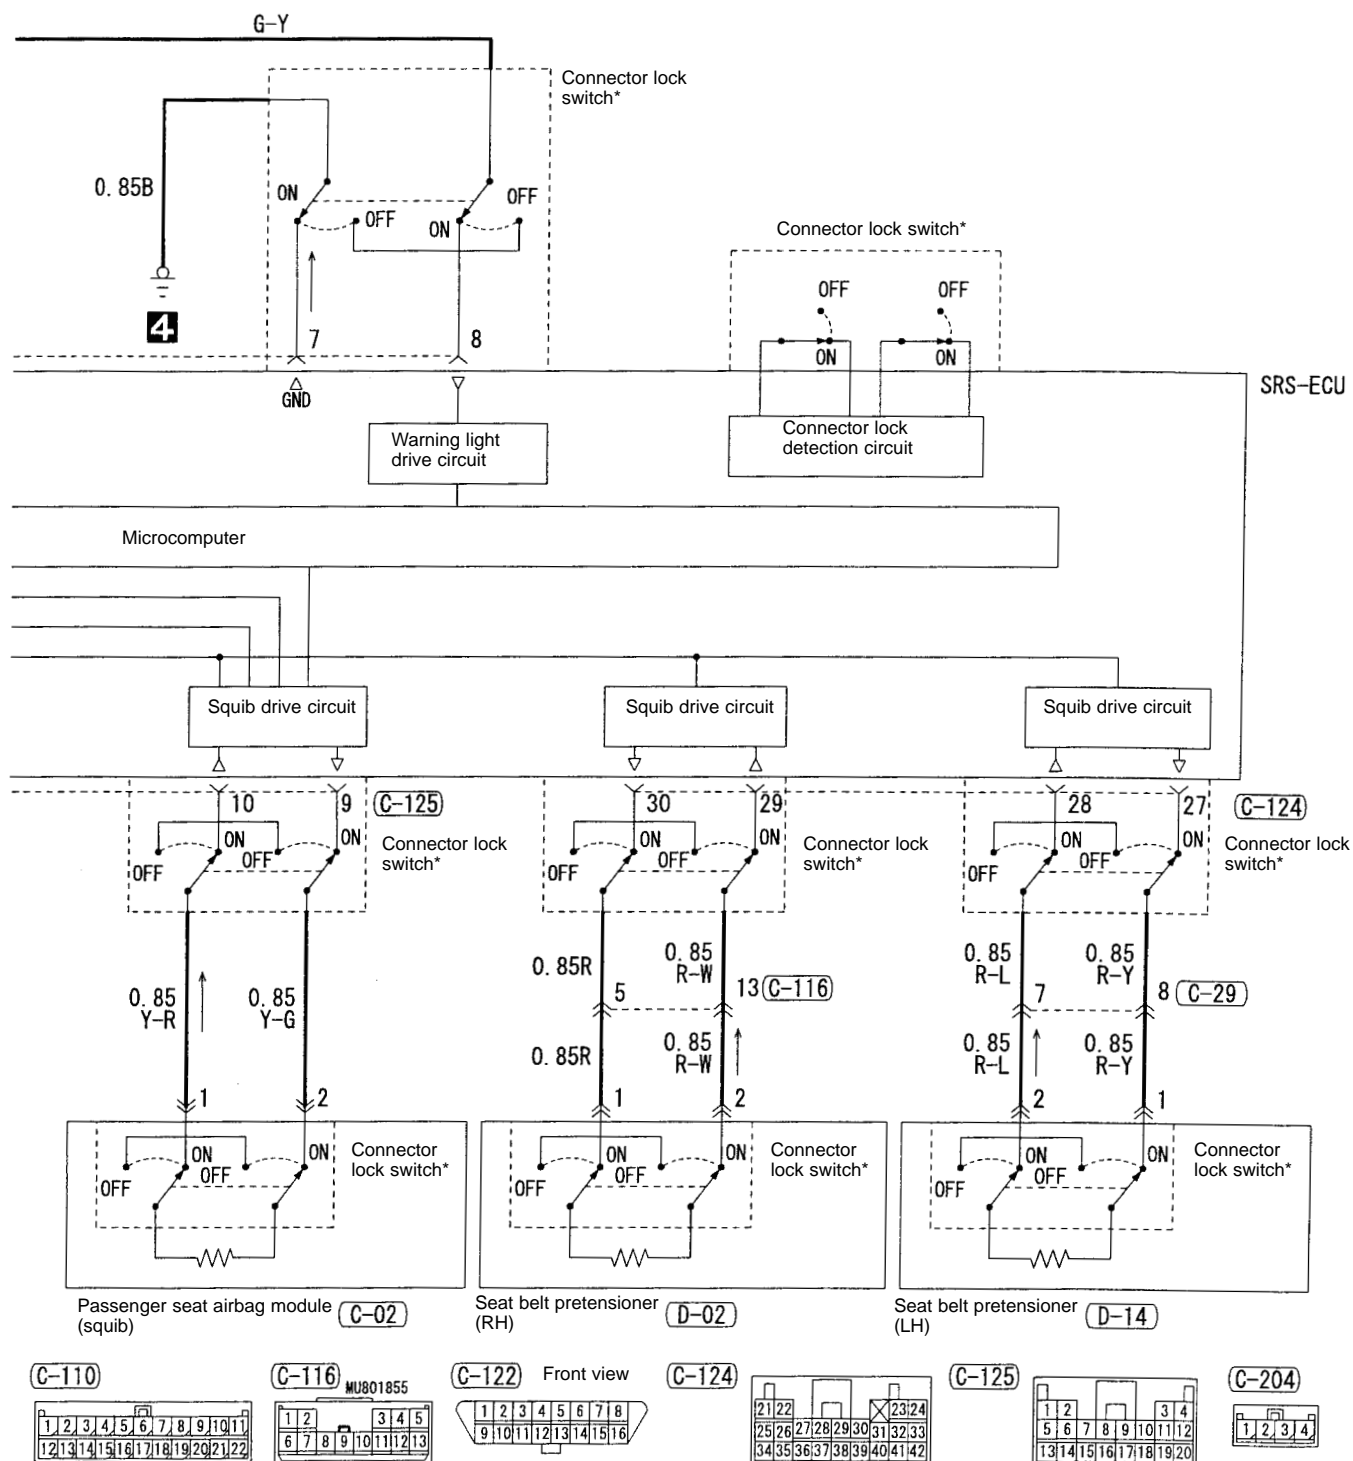 G-Y
Connector lock
switch*
0.85B
ON
OFF
ON
OFF
Connector lock switch*
OFF
OFF
ON
ON
4
7
8
GND
SRS-ECU
Warning light
drive circuit
Connector lock
detection circuit
Microcomputer
Squib drive circuit
Squib drive circuit
Squib drive circuit
10
9
C-125
30
29
28
27
C-124
OFF
ON
OFF
ON
Connector lock
switch*
OFF
ON
OFF
ON
Connector lock
switch*
OFF
ON
OFF
ON
Connector lock
switch*
0.85
Y-R
0.85
Y-G
0.85R
0.85
R-W
0.85
R-L
0.85
R-Y
5
13
C-116
7
8
C-29
0.85R
0.85
R-W
0.85
R-L
0.85
R-Y
1
2
1
2
2
1
OFF
ON
OFF
ON
Connector
lock switch*
OFF
ON
OFF
ON
Connector
lock switch*
OFF
ON
OFF
ON
Connector
lock switch*
Passenger seat airbag module
(squib)
C-02
Seat belt pretensioner
(RH)
D-02
Seat belt pretensioner
(LH)
D-14
C-110
1 2 3 4 5 6 7 8 9 10 11
12 13 14 15 16 17 18 19 20 21 22
C-116
MU801855
1 2 3 4 5
6 7 8 9 10 11 12 13
C-122
Front view
1 2 3 4 5 6 7 8
9 10 11 12 13 14 15 16
C-124
21 22 23 24
25 26 27 28 29 30 31 32 33
34 35 36 37 38 39 40 41 42
C-125
1 2 3 4
5 6 7 8 9 10 11 12
13 14 15 16 17 18 19 20
C-204
1 2 3 4